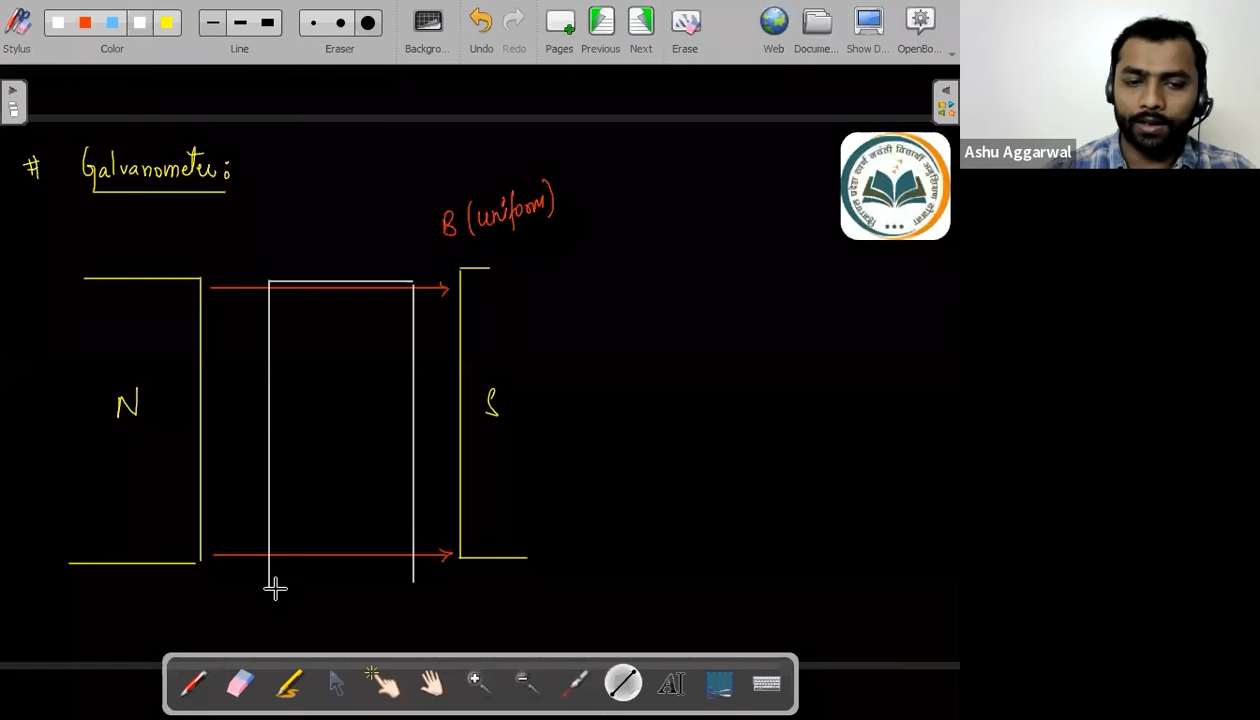 Stylus
Color
Line
Eraser
Backgro...
Undo
Redo
Pages
Previous
Next
Erase
Web
Docume...
Show D...
OpenBo...
Ashu Aggarwal
# Galvanometer:
B (uniform)
N
S
AI